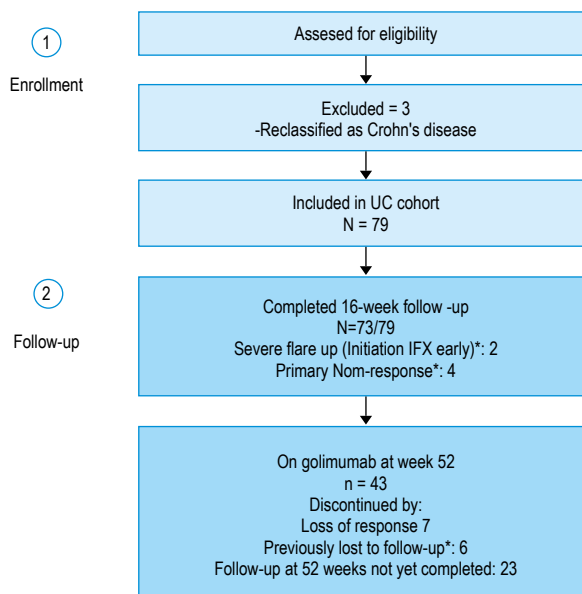 1
Enrollment
Assesed for eligibility
Excluded = 3
-Reclassified as Crohn's disease
Included in UC cohort
N = 79
2
Follow-up
Completed 16-week follow -up
N=73/79
Severe flare up (Initiation IFX early)*: 2
Primary Nom-response*: 4
On golimumab at week 52
n = 43
Discontinued by:
Loss of response 7
Previously lost to follow-up*: 6
Follow-up at 52 weeks not yet completed: 23